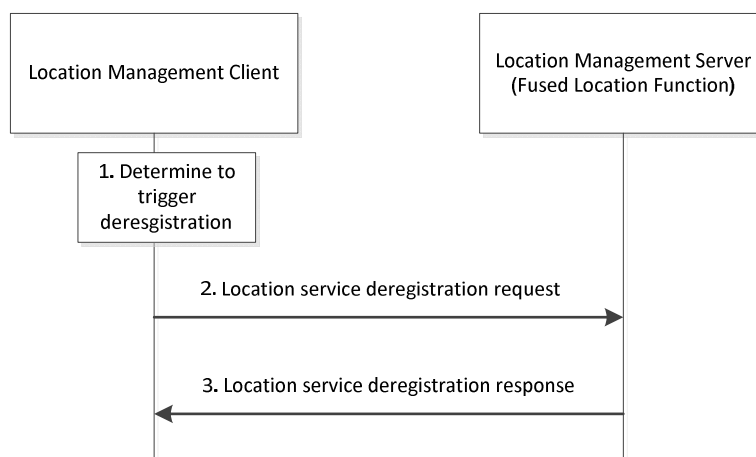 Location Management Client
Location Management Server
(Fused Location Function)
1. Determine to
trigger
deresgistration
2. Location service deregistration request
3. Location service deregistration response